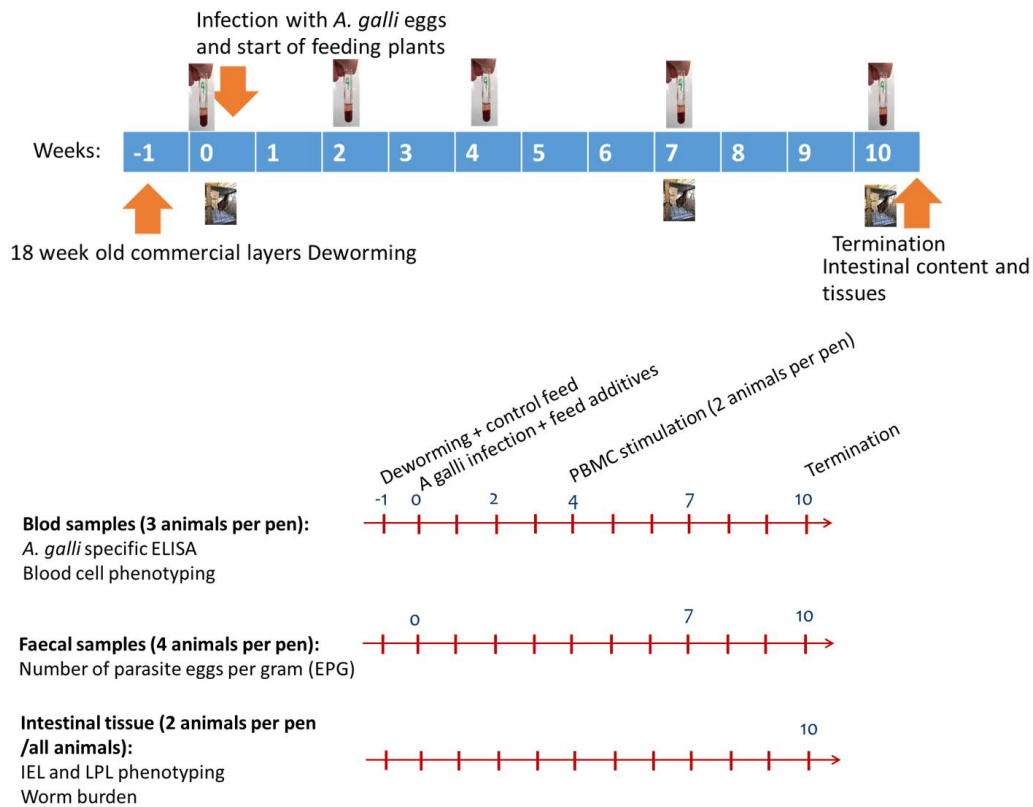 Infection with A. galli eggs
and start of feeding plants
Weeks: -1 0 1 2 3 4 5 6 7 8 9 10
18 week old commercial layers Deworming
Termination
Intestinal content and
tissues
Deworming + control feed
A galli infection + feed additives
PBMC stimulation (2 animals per pen)
Termination
-1 0 2 4 7 10
Blod samples (3 animals per pen):
A. galli specific ELISA
Blood cell phenotyping
0 7 10
Faecal samples (4 animals per pen):
Number of parasite eggs per gram (EPG)
Intestinal tissue (2 animals per pen
/all animals):
10
IEL and LPL phenotyping
Worm burden